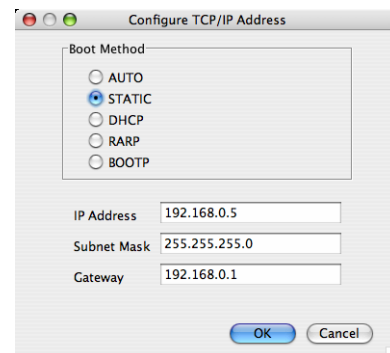 Configure TCP/IP Address
Boot Method
AUTO
STATIC
DHCP
RARP
BOOTP
IP Address 192.168.0.5
Subnet Mask 255.255.255.0
Gateway 192.168.0.1
OK Cancel